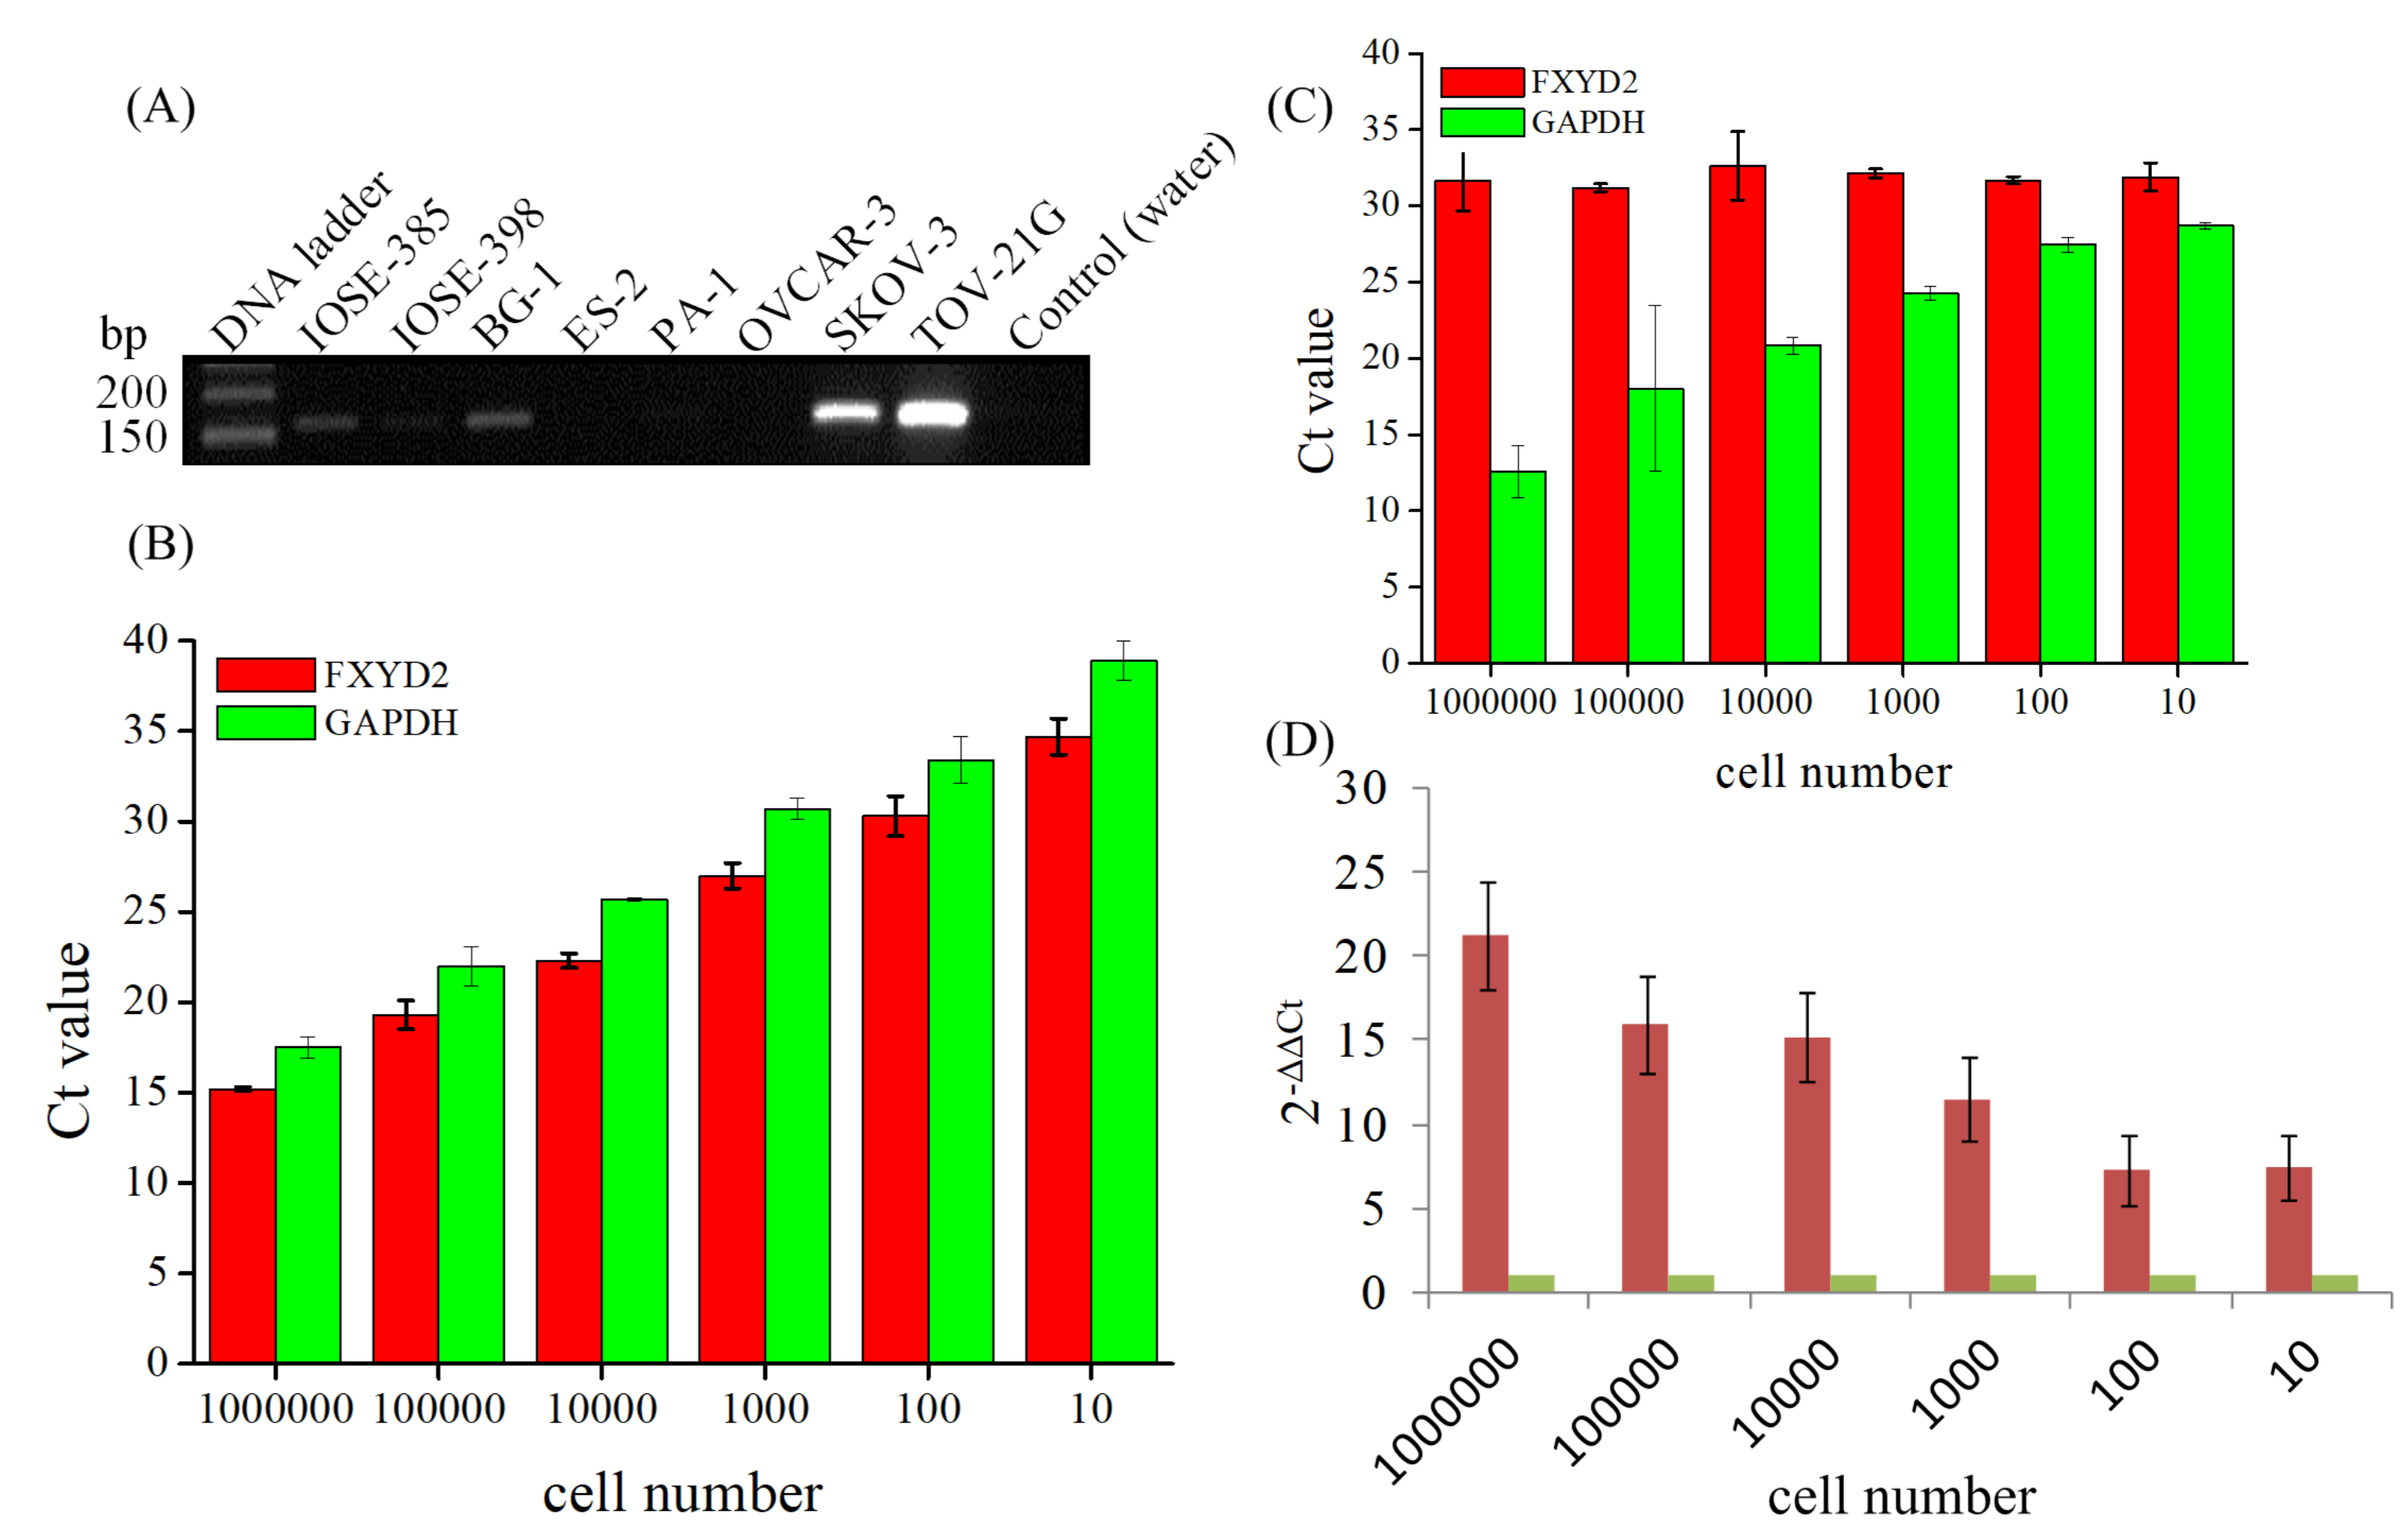 (A)
DNA ladder
IOSE-385
IOSE-398
BG-1
ES-2
PA-1
OVCAR-3
SKOV-3
TOV-21G
Control (water)
bp
200
150
(B)
40
35
30
25
20
15
10
5
0
FXYD2
GAPDH
Ct value
1000000 100000 10000 1000 100 10
cell number
(C)
40
35
30
25
20
15
10
5
0
FXYD2
GAPDH
Ct value
1000000 100000 10000 1000 100 10
cell number
(D)
30
25
20
15
10
5
0
2-ΔΔCt
1000000 100000 10000 1000 100 10
cell number